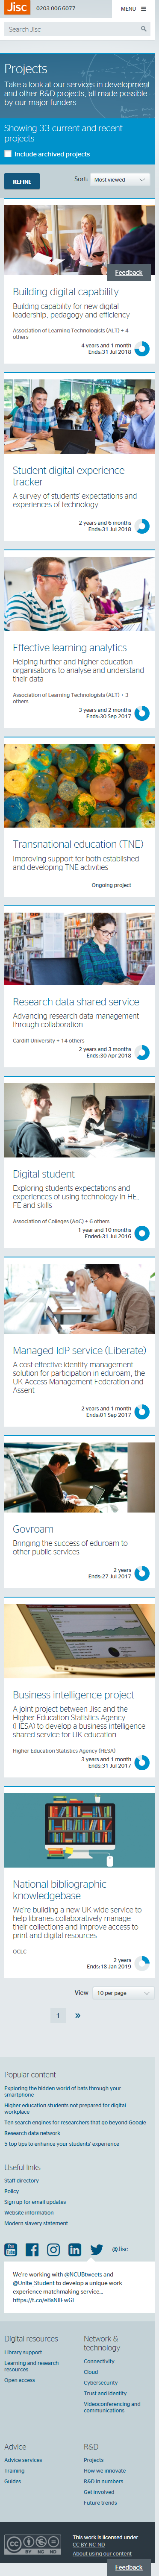 Jisc
0203 006 6077
MENU
Search Jisc
Projects
Take a look at our services in development
and other R&D projects, all made possible
by our major funders
Showing 33 current and recent
projects
Include archived projects
REFINE
Sort: Most viewed
Feedback
Building digital capability
Building capability for new digital
leadership, pedagogy and efficiency
Association of Learning Technologists (ALT) + 4
others
4 years and 1 month
Ends:31 Jul 2018
Student digital experience
tracker
A survey of students' expectations and
experiences of technology
2 years and 6 months
Ends:31 Jul 2018
Effective learning analytics
Helping further and higher education
organisations to analyse and understand
their data
Association of Learning Technologists (ALT) + 3
others
3 years and 2 months
Ends:30 Sep 2017
Transnational education (TNE)
Improving support for both established
and developing TNE activities
Ongoing project
Research data shared service
Advancing research data management
through collaboration
Cardiff University + 14 others
2 years and 3 months
Ends:30 Apr 2018
Digital student
Exploring students expectations and
experiences of using technology in HE,
FE and skills
Association of Colleges (AoC) + 6 others
1 year and 10 months
Ended:31 Jul 2016
Managed IdP service (Liberate)
A cost-effective identity management
solution for participation in eduroam, the
UK Access Management Federation and
Assent
2 years and 1 month
Ends:01 Sep 2017
Govroam
Bringing the success of eduroam to
other public services
2 years
Ends:27 Jul 2017
Business intelligence project
A joint project between Jisc and the
Higher Education Statistics Agency
(HESA) to develop a business intelligence
shared service for UK education
Higher Education Statistics Agency (HESA)
3 years and 1 month
Ends:31 Jul 2017
National bibliographic
knowledgebase
We're building a new UK-wide service to
help libraries collaboratively manage
their collections and improve access to
print and digital resources
OCLC
2 years
Ends:18 Jan 2019
View 10 per page
1 »
Popular content
Exploring the hidden world of bats through your
smartphone
Higher education students not prepared for digital
workplace
Ten search engines for researchers that go beyond Google
Research data network
5 top tips to enhance your students' experience
Useful links
Staff directory
Policy
Sign up for email updates
Website information
Modern slavery statement
@Jisc
We're working with @NCUBtweets and
@Unite_Student to develop a unique work
experience matchmaking service...
https://t.co/eBsNIlFwGl
Digital resources
Library support
Learning and research
resources
Open access
Network &
technology
Connectivity
Cloud
Cybersecurity
Trust and identity
Videoconferencing and
communications
Advice
Advice services
Training
Guides
R&D
Projects
How we innovate
R&D in numbers
Get involved
Future trends
CC BY NC ND
This work is licensed under
CC BY-NC-ND
About using our content
Feedback